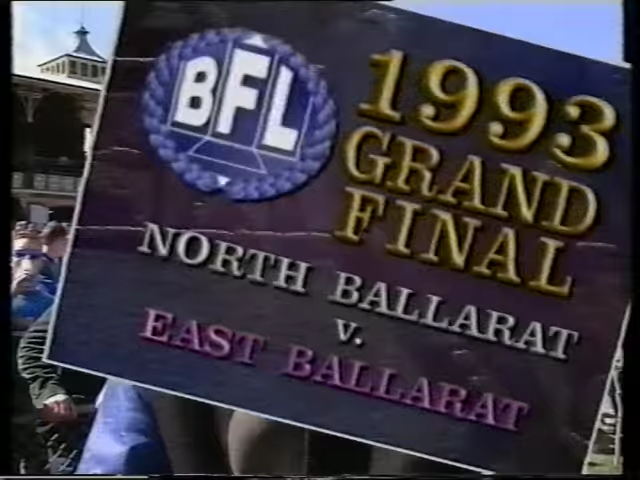 BFL
1993
GRAND
FINAL
NORTH BALLARAT
v.
EAST BALLARAT